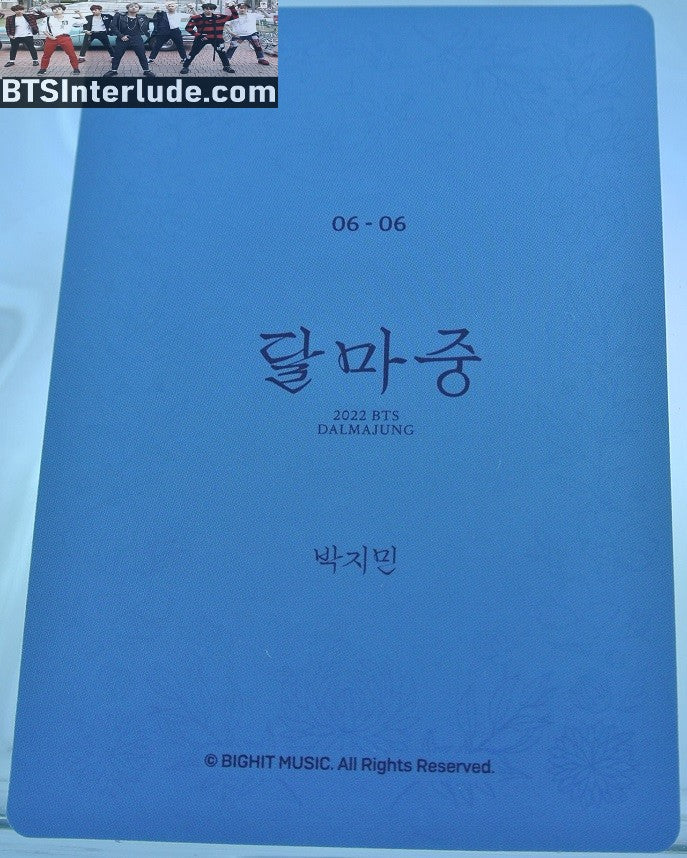 BTSInterlude.com
06 - 06
달마중
2022 BTS
DALMAJUNG
박지민
© BIGHIT MUSIC. All Rights Reserved.